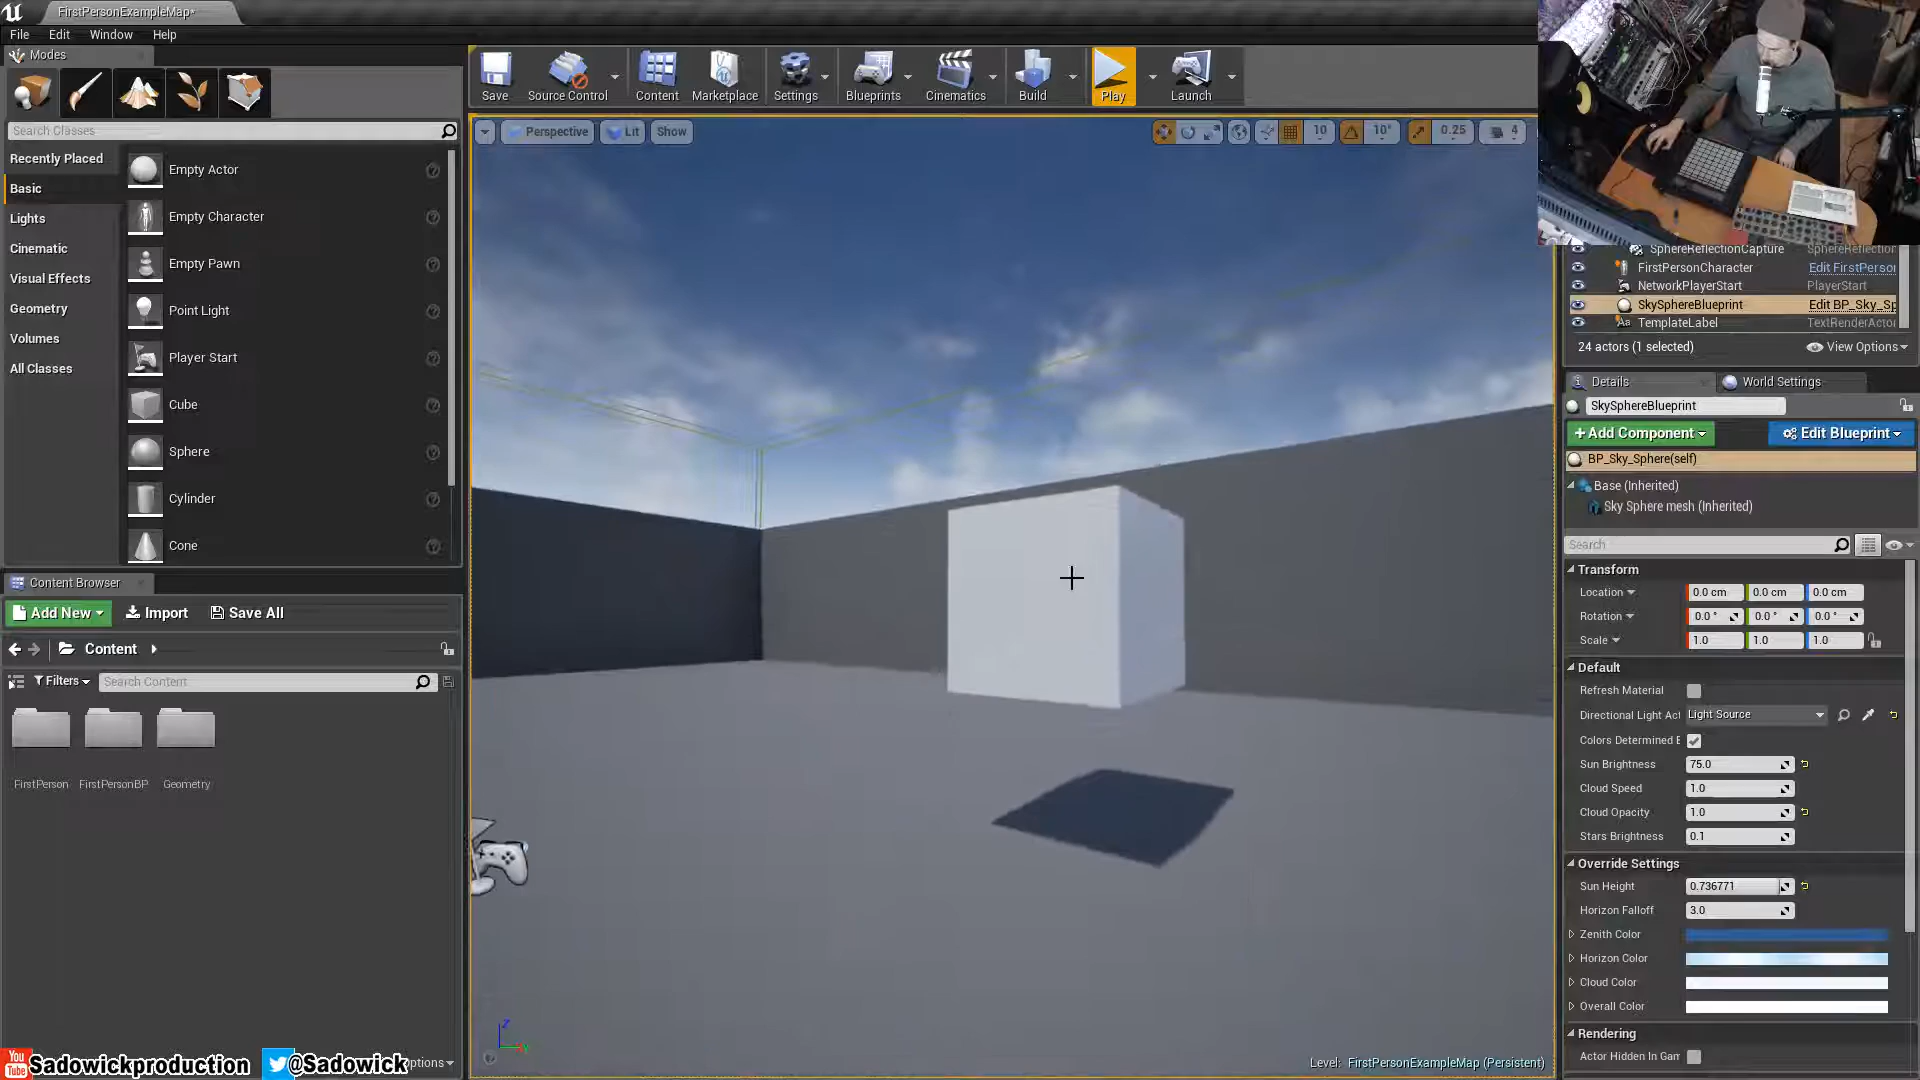 FirstPersonExampleMap*
File Edit Window Help
Modes
Save Source Control Content Marketplace Settings Blueprints Cinematics Build Play Launch
Search Classes
Perspective Lit Show 10 10° 0.25 4
Recently Placed
Basic
Lights
Cinematic
Visual Effects
Geometry
Volumes
All Classes
Empty Actor
Empty Character
Empty Pawn
Point Light
Player Start
Cube
Sphere
Cylinder
Cone
Content Browser
Add New Import Save All
Content
Filters Search Content
FirstPerson FirstPersonBP Geometry
You Tube Sadowickproduction @Sadowick ptions
Level: FirstPersonExampleMap (Persistent)
SphereReflectionCapture SphereReflection
FirstPersonCharacter Edit FirstPerson
NetworkPlayerStart PlayerStart
SkySphereBlueprint Edit BP_Sky_Sp
TemplateLabel TextRenderActor
24 actors (1 selected) View Options
Details World Settings
SkySphereBlueprint
+Add Component Edit Blueprint
BP_Sky_Sphere(self)
Base (Inherited)
Sky Sphere mesh (Inherited)
Search
Transform
Location 0.0 cm 0.0 cm 0.0 cm
Rotation 0.0 ° 0.0 ° 0.0 °
Scale 1.0 1.0 1.0
Default
Refresh Material
Directional Light Act Light Source
Colors Determined B
Sun Brightness 75.0
Cloud Speed 1.0
Cloud Opacity 1.0
Stars Brightness 0.1
Override Settings
Sun Height 0.736771
Horizon Falloff 3.0
Zenith Color
Horizon Color
Cloud Color
Overall Color
Rendering
Actor Hidden In Gam